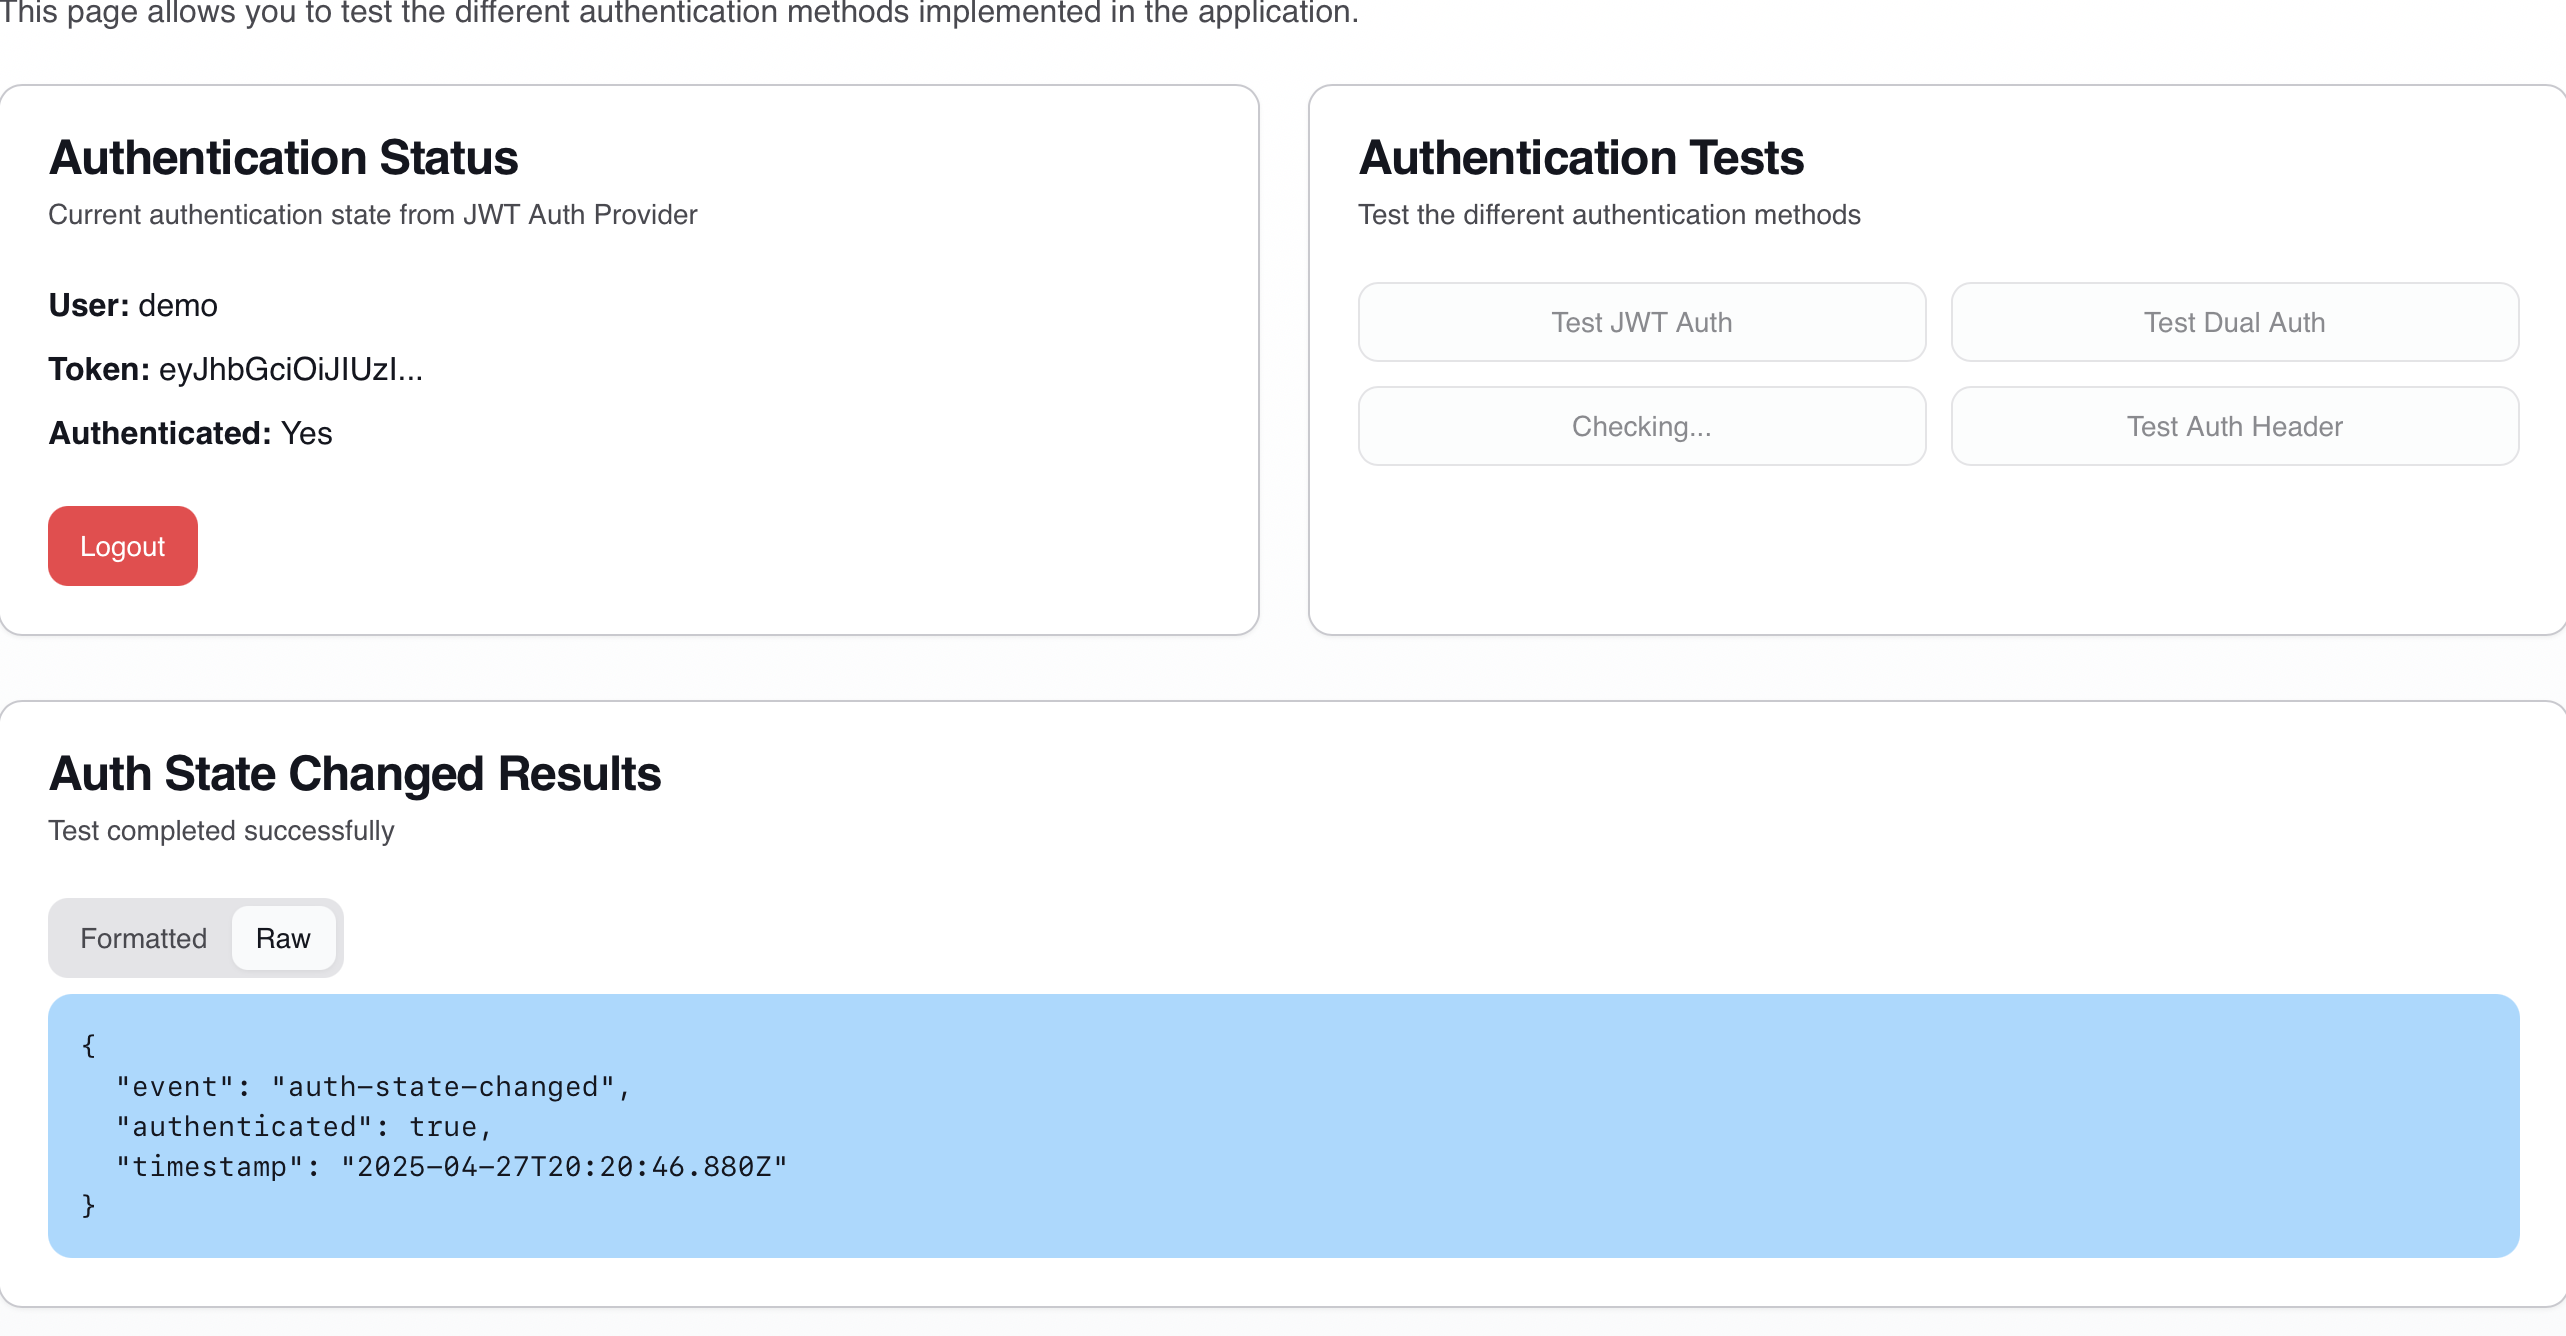 This page allows you to test the different authentication methods implemented in the application.
Authentication Status
Current authentication state from JWT Auth Provider
User: demo
Token: eyJhbGciOiJIUzI...
Authenticated: Yes
Logout
Authentication Tests
Test the different authentication methods
Test JWT Auth
Test Dual Auth
Checking...
Test Auth Header
Auth State Changed Results
Test completed successfully
Formatted
Raw
{
  "event": "auth-state-changed",
  "authenticated": true,
  "timestamp": "2025-04-27T20:20:46.880Z"
}